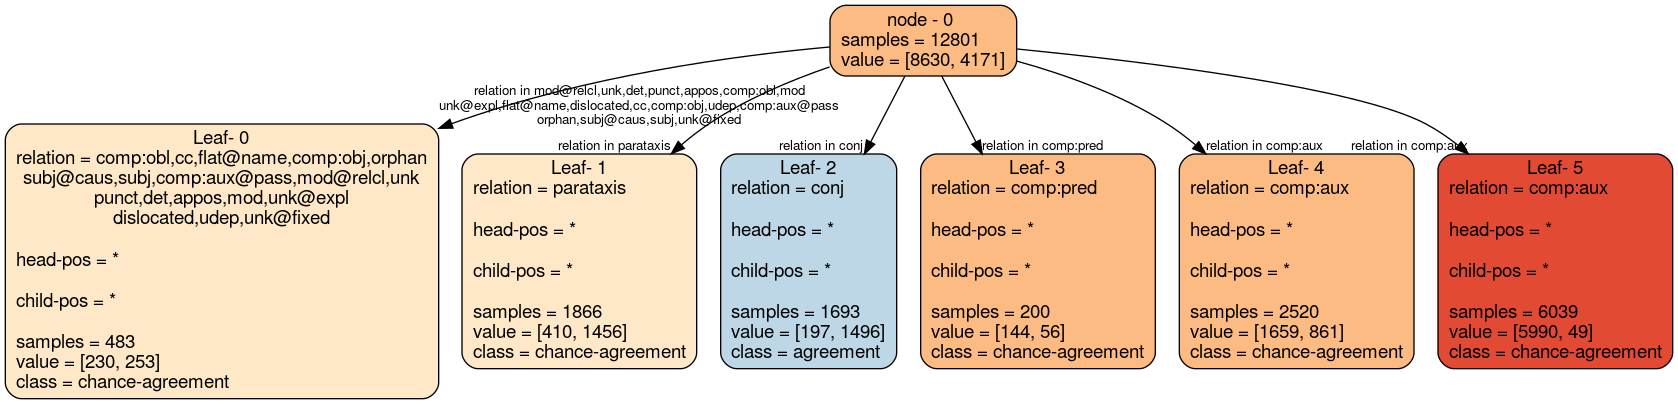 node - 0
samples = 12801
value = [8630, 4171]
relation in mod@relcl,unk,det,punct,appos,comp:obl,mod
unk@expl,flat@name,dislocated,cc,comp:obj,udep,comp:aux@pass
orphan,subj@caus,subj,unk@fixed
relation in parataxis
relation in conj
relation in comp:pred
relation in comp:aux
relation in comp:aux
Leaf- 0
relation = comp:obl,cc,flat@name,comp:obj,orphan
subj@caus,subj,comp:aux@pass,mod@relcl,unk
punct,det,appos,mod,unk@expl
dislocated,udep,unk@fixed
head-pos = *
child-pos = *
samples = 483
value = [230, 253]
class = chance-agreement
Leaf- 1
relation = parataxis
head-pos = *
child-pos = *
samples = 1866
value = [410, 1456]
class = chance-agreement
Leaf- 2
relation = conj
head-pos = *
child-pos = *
samples = 1693
value = [197, 1496]
class = agreement
Leaf- 3
relation = comp:pred
head-pos = *
child-pos = *
samples = 200
value = [144, 56]
class = chance-agreement
Leaf- 4
relation = comp:aux
head-pos = *
child-pos = *
samples = 2520
value = [1659, 861]
class = chance-agreement
Leaf- 5
relation = comp:aux
head-pos = *
child-pos = *
samples = 6039
value = [5990, 49]
class = chance-agreement